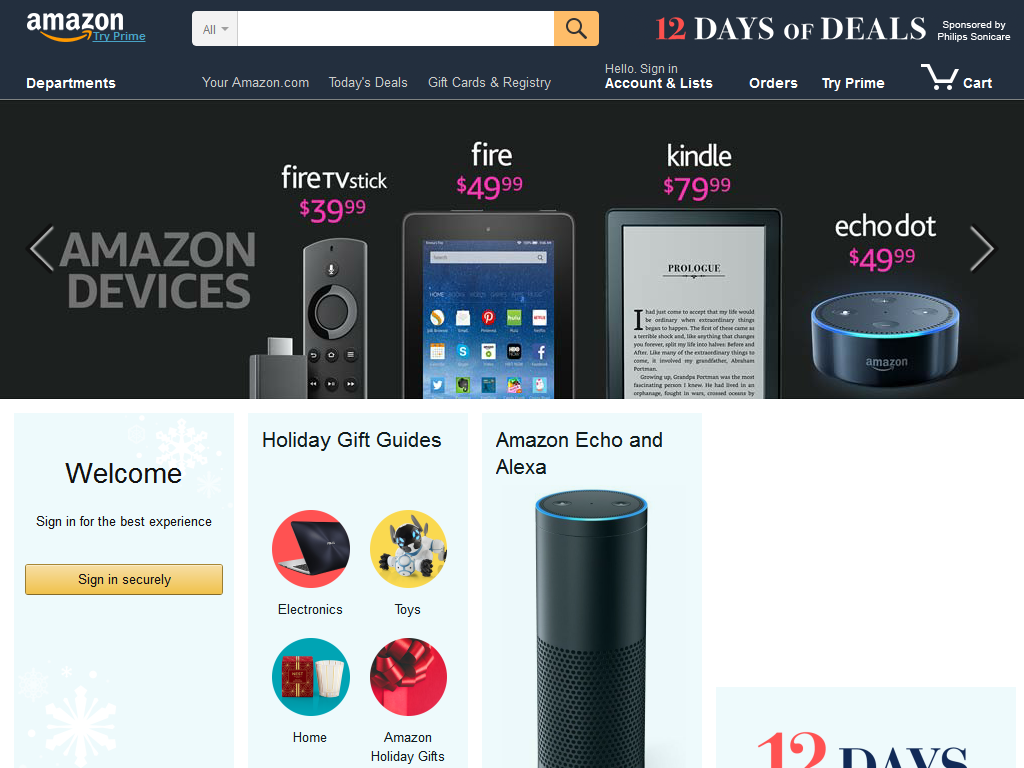 amazon
Try Prime
All
12 DAYS OF DEALS
Sponsored by
Philips Sonicare
Departments
Your Amazon.com
Today's Deals
Gift Cards & Registry
Hello. Sign in
Account & Lists
Orders
Try Prime
Cart
AMAZON
DEVICES
fireTVstick
$39.99
fire
$49.99
kindle
$79.99
echo dot
$49.99
Search
HOME BOOKS VIDEO GAMES APPS MUSIC
PROLOGUE
I had just come to accept that my life would
be ordinary when extraordinary things
began to happen. The first of these came as
a terrible shock and, like anything that changes
you forever, split my life into halves: Before and
After. Like many of the extraordinary things to
come, it involved my grandfather, Abraham
Portman.
Growing up, Grandpa Portman was the most
fascinating person I knew. He had lived in an
orphanage, fought in wars, crossed oceans by
amazon
Welcome
Sign in for the best experience
Sign in securely
Holiday Gift Guides
Electronics
Toys
Home
Amazon
Holiday Gifts
Amazon Echo and
Alexa
12 DAYS